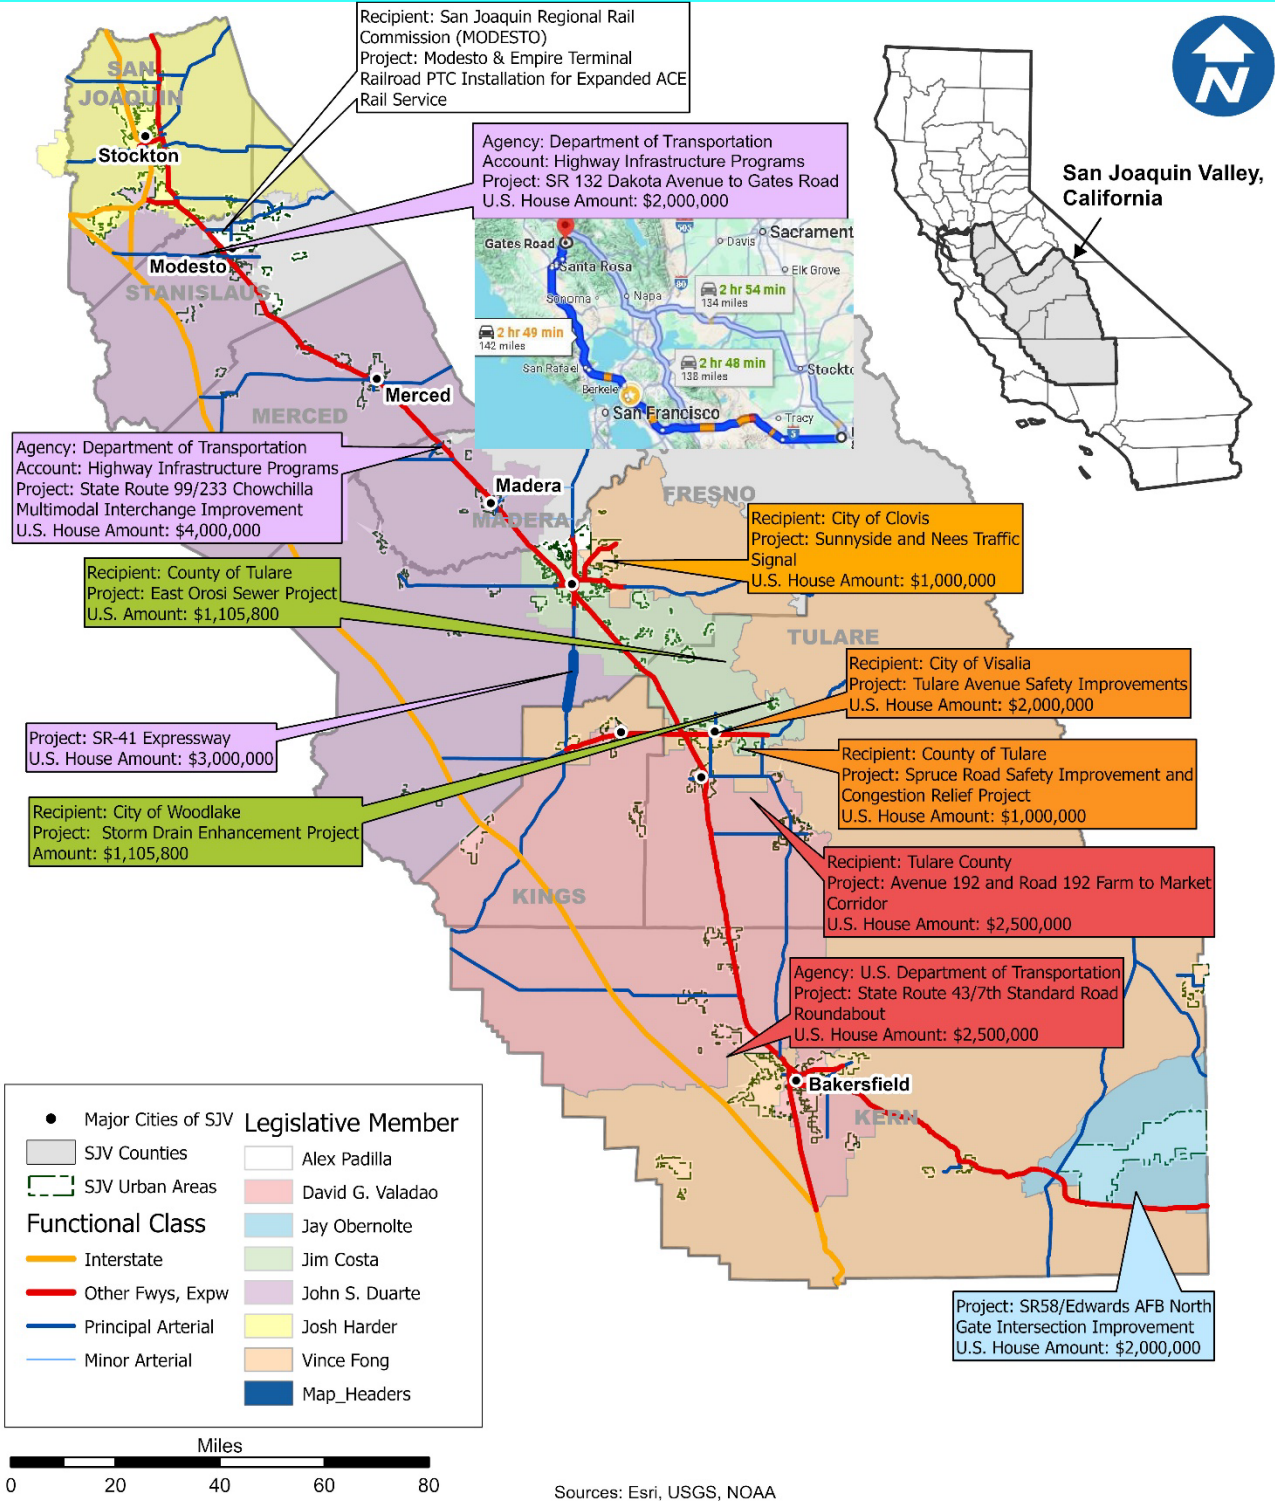 Recipient: San Joaquin Regional Rail
Commission (MODESTO)
Project: Modesto & Empire Terminal
Railroad PTC Installation for Expanded ACE
Rail Service
N
San Joaquin Valley,
California
SAN
JOAQUIN
Stockton
Agency: Department of Transportation
Account: Highway Infrastructure Programs
Project: SR 132 Dakota Avenue to Gates Road
U.S. House Amount: $2,000,000
Modesto
STANISLAUS
Gates Road
505
Davis
Sacrament
Santa Rosa
Elk Grove
Sonoma
Napa
80
2 hr 54 min
134 miles
2 hr 49 min
142 miles
2 hr 48 min
138 miles
San Rafael
Stockto
Berkele
San Francisco
Tracy
5
Merced
MERCED
Agency: Department of Transportation
Account: Highway Infrastructure Programs
Project: State Route 99/233 Chowchilla
Multimodal Interchange Improvement
U.S. House Amount: $4,000,000
Madera
MADERA
FRESNO
Recipient: City of Clovis
Project: Sunnyside and Nees Traffic
Signal
U.S. House Amount: $1,000,000
Recipient: County of Tulare
Project: East Orosi Sewer Project
U.S. Amount: $1,105,800
TULARE
Recipient: City of Visalia
Project: Tulare Avenue Safety Improvements
U.S. House Amount: $2,000,000
Project: SR-41 Expressway
U.S. House Amount: $3,000,000
Recipient: County of Tulare
Project: Spruce Road Safety Improvement and
Congestion Relief Project
U.S. House Amount: $1,000,000
Recipient: City of Woodlake
Project:  Storm Drain Enhancement Project
Amount: $1,105,800
Recipient: Tulare County
Project: Avenue 192 and Road 192 Farm to Market
Corridor
U.S. House Amount: $2,500,000
KINGS
Agency: U.S. Department of Transportation
Project: State Route 43/7th Standard Road
Roundabout
U.S. House Amount: $2,500,000
Bakersfield
KERN
Project: SR58/Edwards AFB North
Gate Intersection Improvement
U.S. House Amount: $2,000,000
Major Cities of SJV
SJV Counties
SJV Urban Areas
Functional Class
Interstate
Other Fwys, Expw
Principal Arterial
Minor Arterial
Legislative Member
Alex Padilla
David G. Valadao
Jay Obernolte
Jim Costa
John S. Duarte
Josh Harder
Vince Fong
Map_Headers
Miles
0 20 40 60 80
Sources: Esri, USGS, NOAA